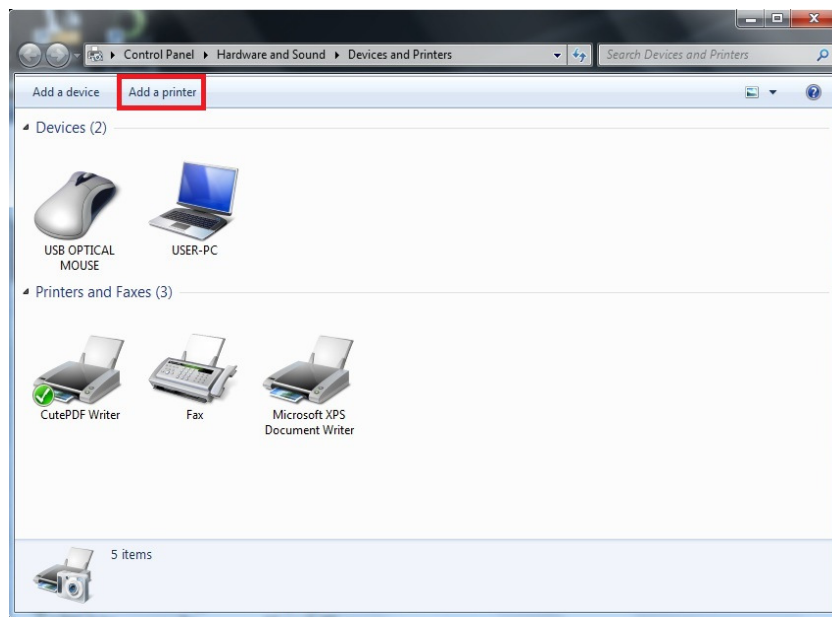 Control Panel ▸ Hardware and Sound ▸ Devices and Printers
Search Devices and Printers
Add a device Add a printer
Devices (2)
USB OPTICAL
MOUSE
USER-PC
Printers and Faxes (3)
CutePDF Writer
Fax
Microsoft XPS
Document Writer
5 items